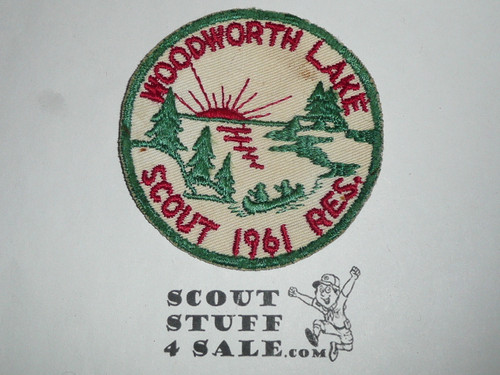 WOODWORTH LAKE
SCOUT 1961 RES.
SCOUT
STUFF
4 SALE.COM